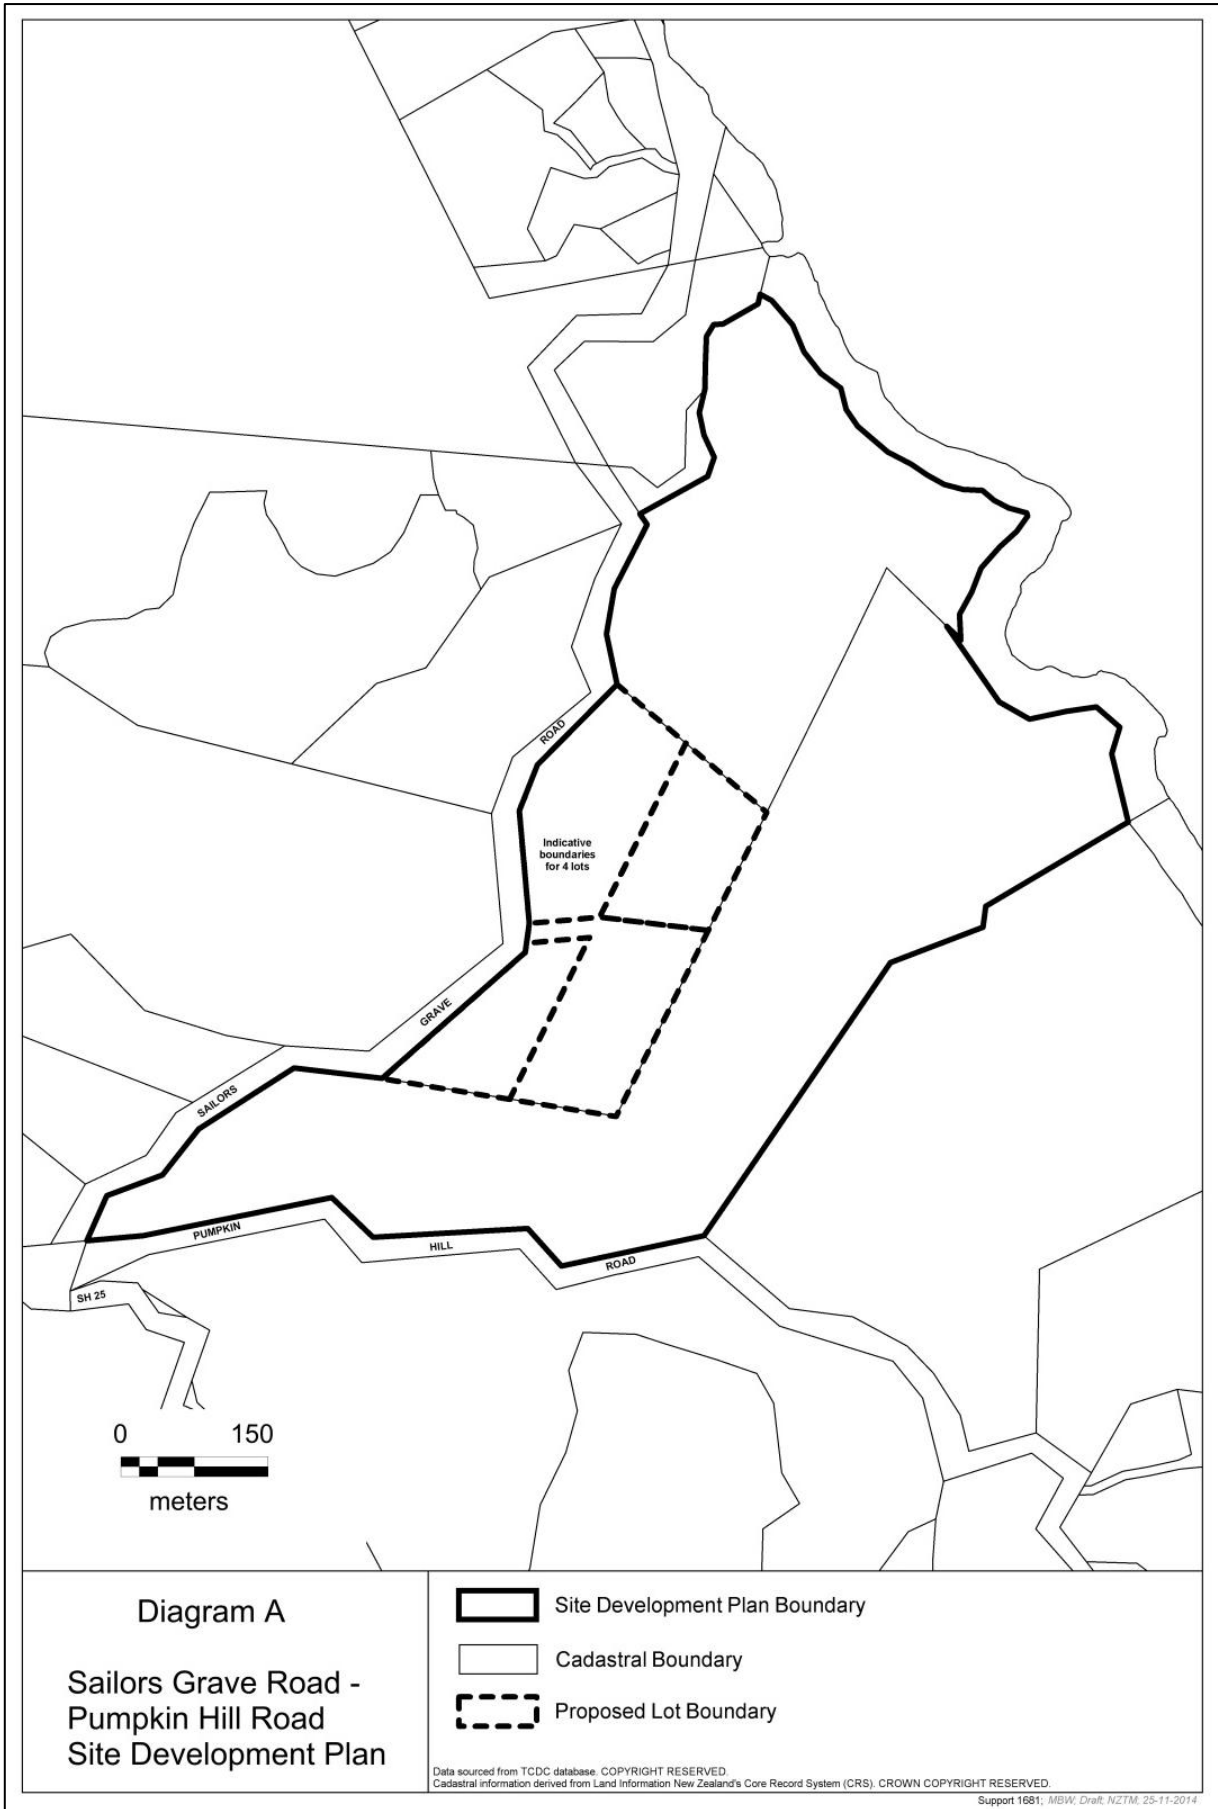 ROAD
Indicative
boundaries
for 4 lots
GRAVE
SAILORS
PUMPKIN
HILL
ROAD
SH 25
0 150
meters
Diagram A
Sailors Grave Road -
Pumpkin Hill Road
Site Development Plan
Site Development Plan Boundary
Cadastral Boundary
Proposed Lot Boundary
Data sourced from TCDC database. COPYRIGHT RESERVED.
Cadastral information derived from Land Information New Zealand's Core Record System (CRS). CROWN COPYRIGHT RESERVED.
Support 1681; MBW, Draft, NZTM, 25-11-2014